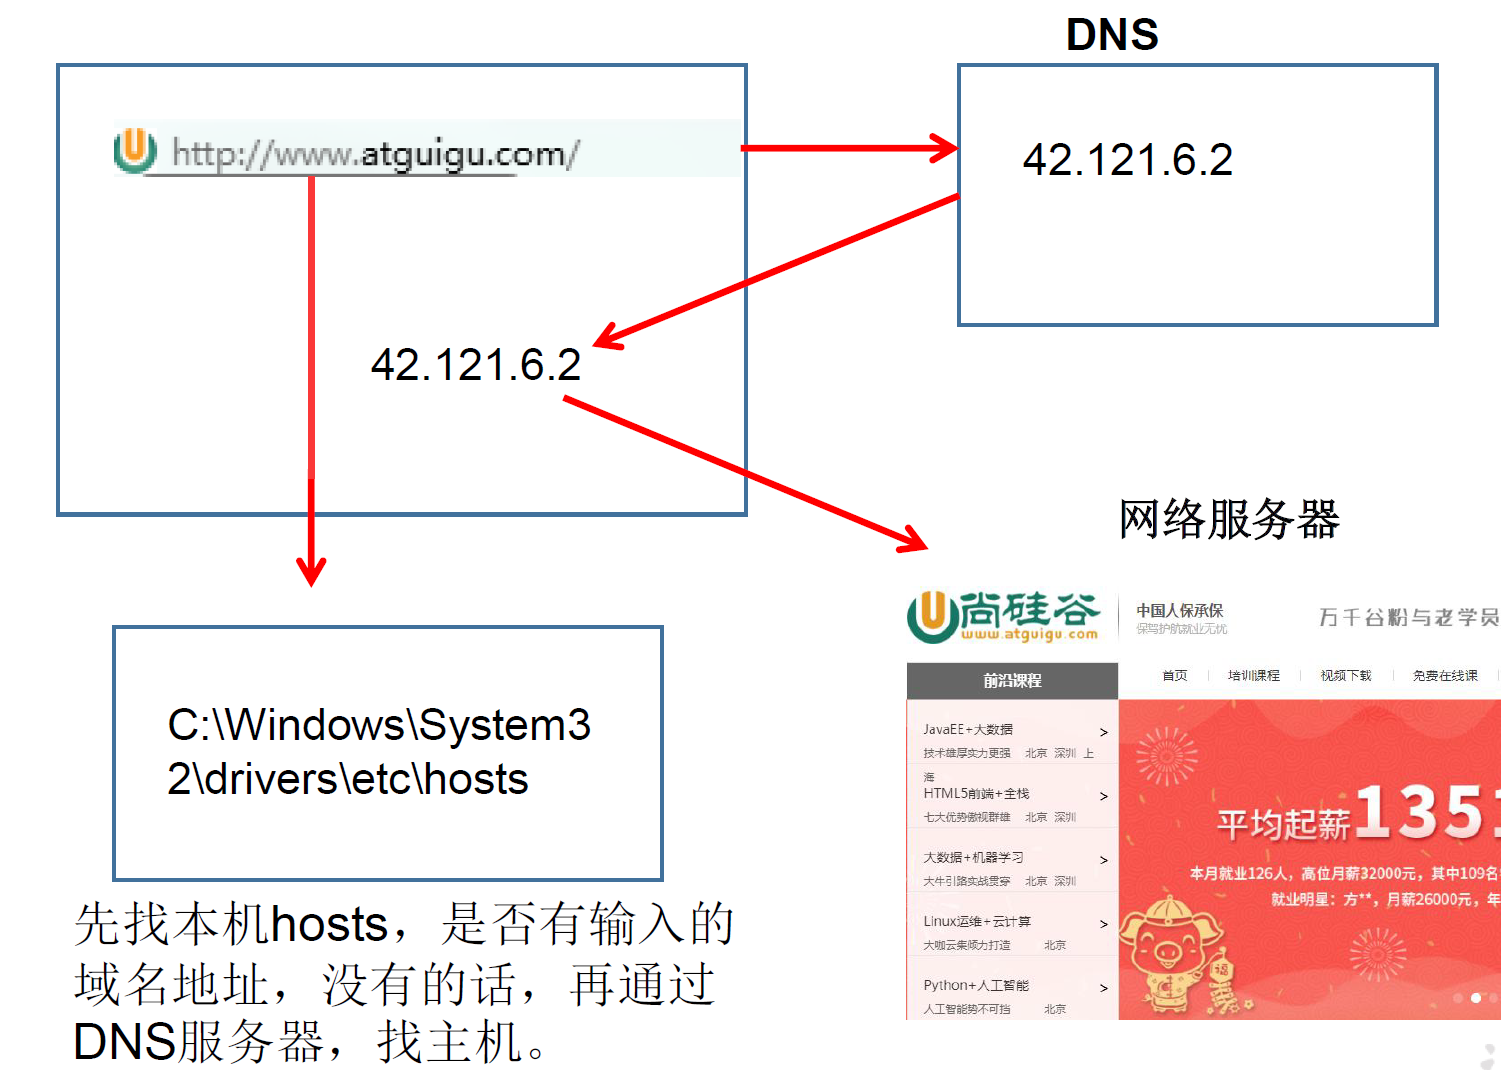 DNS
http://www.atguigu.com/
42.121.6.2
42.121.6.2
网络服务器
C:\Windows\System3
2\drivers\etc\hosts
先找本机hosts，是否有输入的
域名地址，没有的话，再通过
DNS服务器，找主机。
尚硅谷
www.atguigu.com
中国人保承保
保驾护航就业无忧
万千谷粉与老学员
前沿课程
首页
培训课程
视频下载
免费在线课
JavaEE+大数据 >
技术雄厚实力更强 北京 深圳 上
海
HTML5前端+全栈 >
七大优势傲视群雄 北京 深圳
大数据+机器学习 >
大牛引路实战贯穿 北京 深圳
Linux运维+云计算 >
大咖云集倾力打造 北京
Python+人工智能 >
人工智能势不可挡 北京
平均起薪1351
本月就业126人，高位月薪32000元，其中109名
就业明星：方**，月薪26000元，年
福